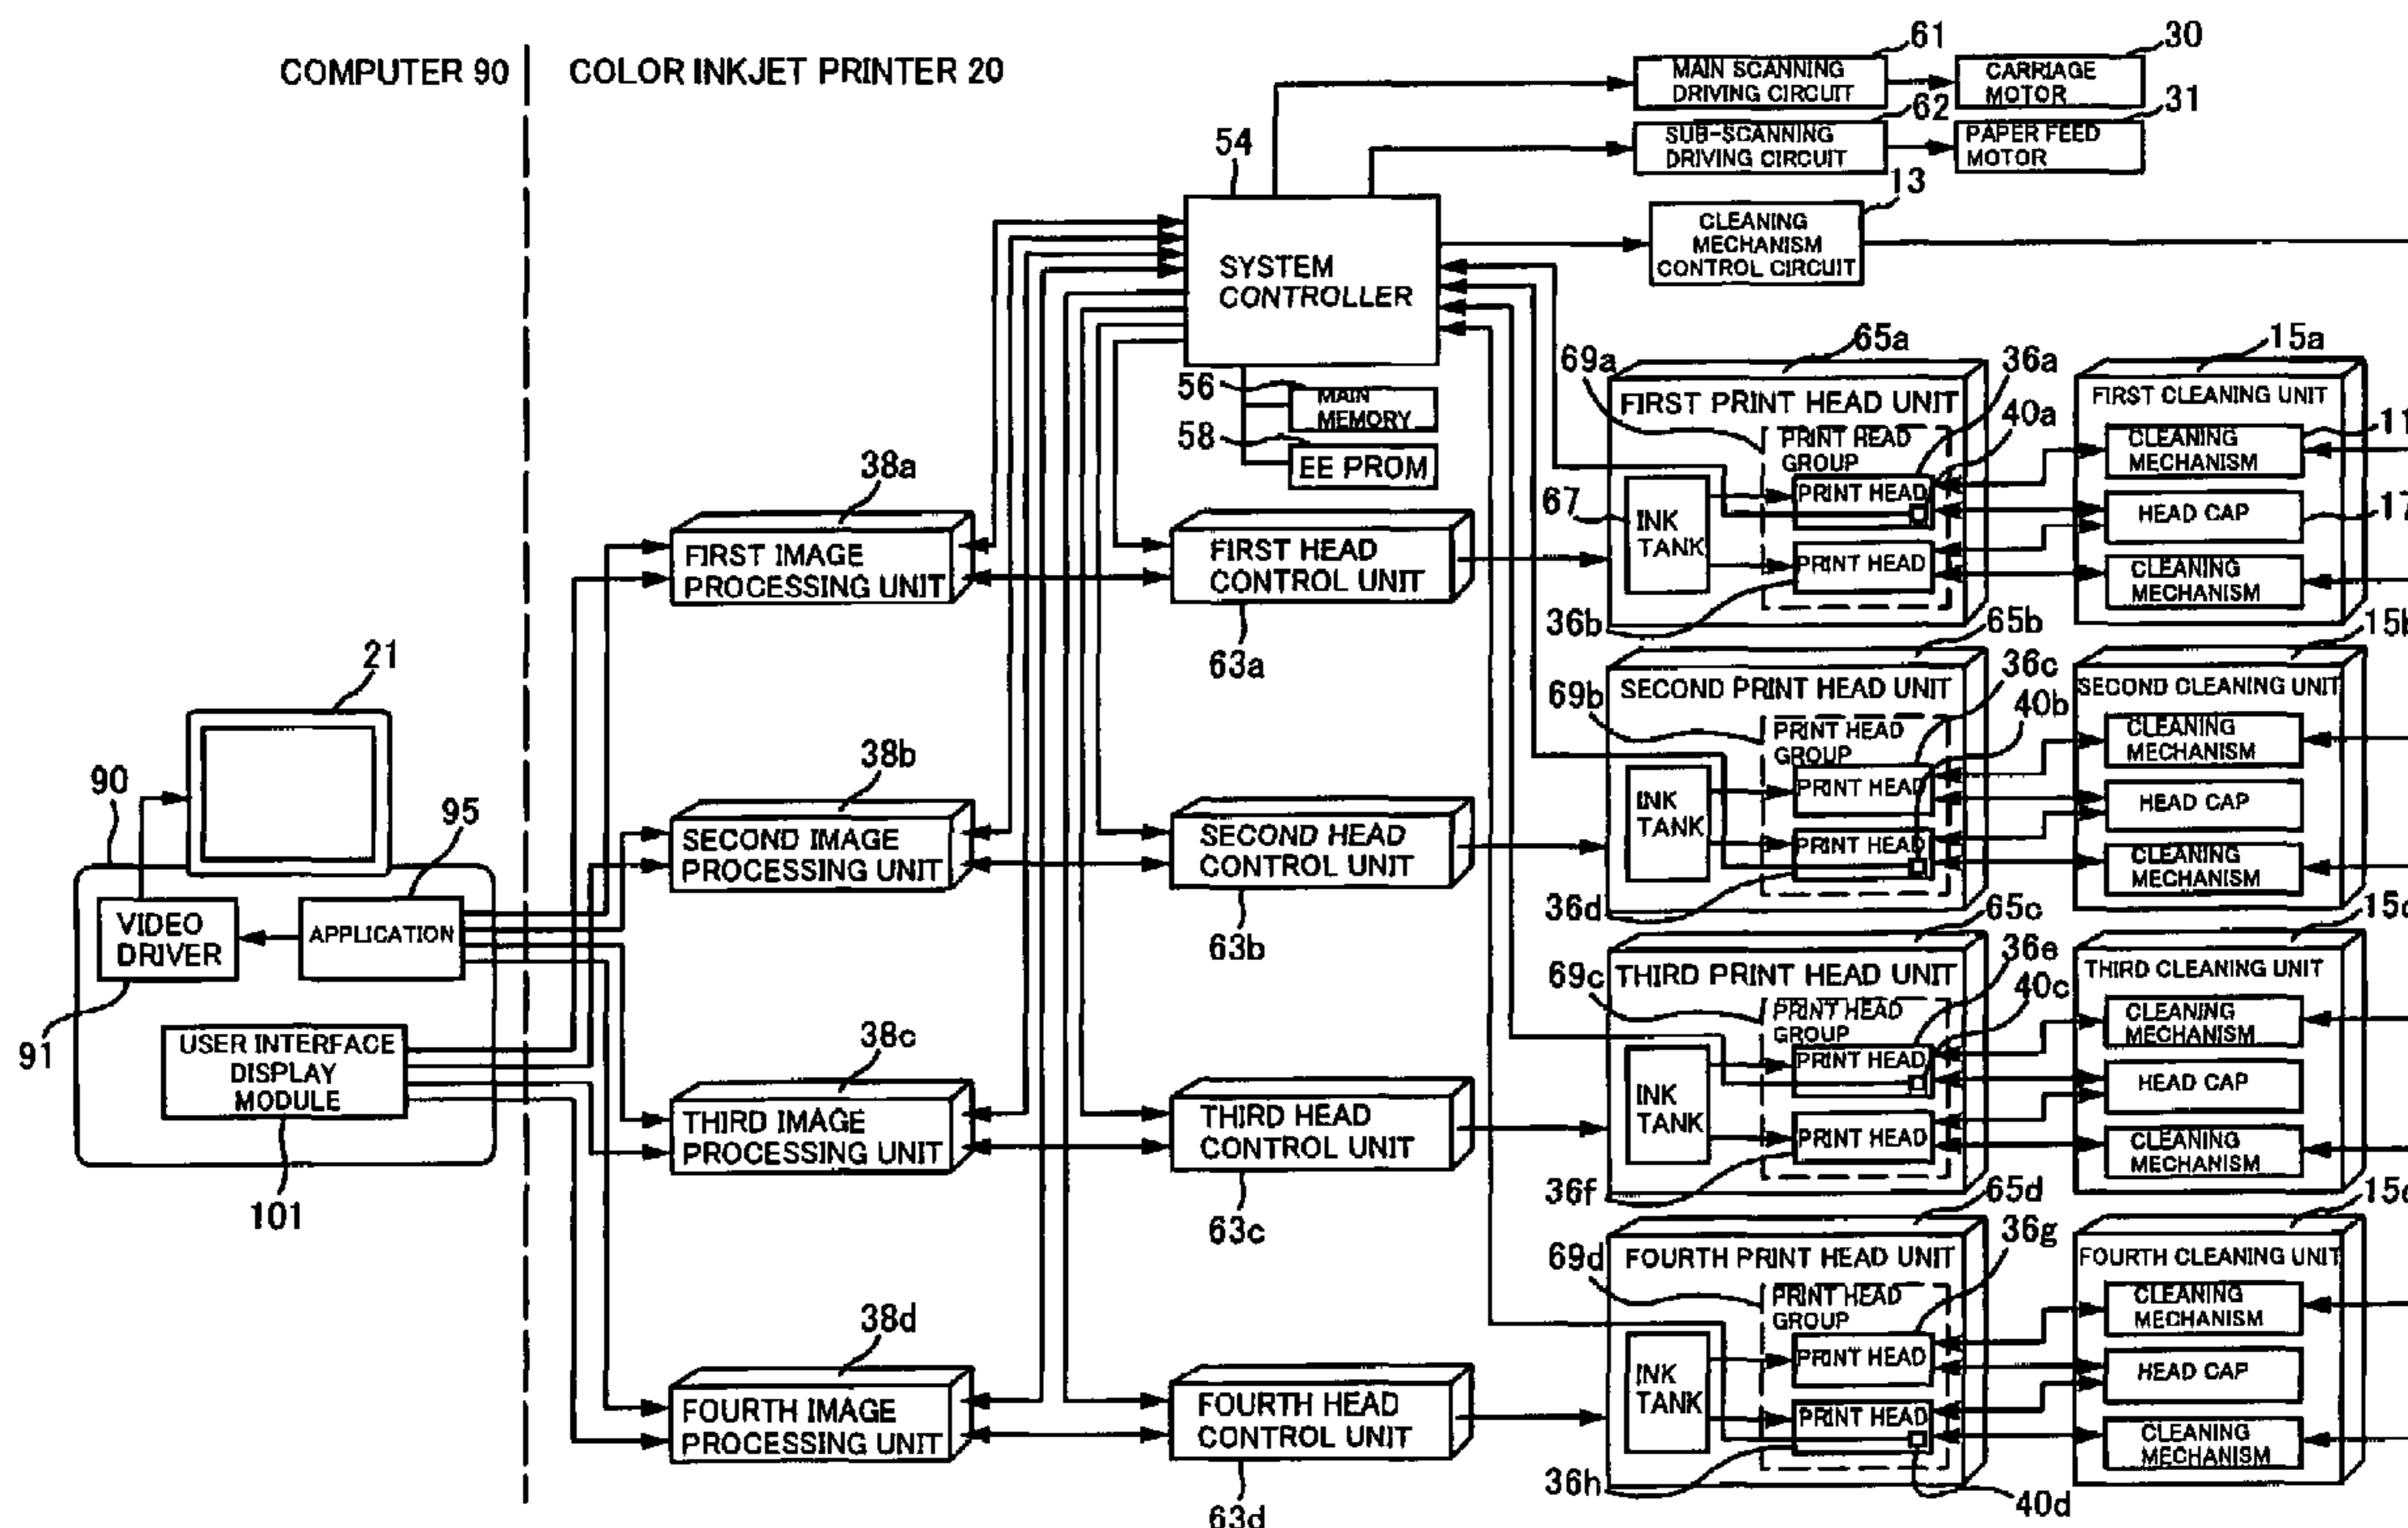 COMPUTER 90
COLOR INKJET PRINTER 20
61
MAIN SCANNING
DRIVING CIRCUIT
30
CARRIAGE
MOTOR
62
SUB-SCANNING
DRIVING CIRCUIT
31
PAPER FEED
MOTOR
54
SYSTEM
CONTROLLER
13
CLEANING
MECHANISM
CONTROL CIRCUIT
56
MAIN
MEMORY
58
EE PROM
38a
FIRST IMAGE
PROCESSING UNIT
FIRST HEAD
CONTROL UNIT
63a
69a
65a
36a
40a
FIRST PRINT HEAD UNIT
PRINT HEAD
GROUP
67
INK
TANK
PRINT HEAD
PRINT HEAD
36b
15a
FIRST CLEANING UNIT
CLEANING
MECHANISM
11
HEAD CAP
17
CLEANING
MECHANISM
38b
SECOND IMAGE
PROCESSING UNIT
SECOND HEAD
CONTROL UNIT
63b
69b
65b
36c
40b
SECOND PRINT HEAD UNIT
PRINT HEAD
GROUP
INK
TANK
PRINT HEAD
PRINT HEAD
36d
SECOND CLEANING UNIT
CLEANING
MECHANISM
HEAD CAP
CLEANING
MECHANISM
21
90
95
VIDEO
DRIVER
APPLICATION
91
USER INTERFACE
DISPLAY
MODULE
101
38c
THIRD IMAGE
PROCESSING UNIT
THIRD HEAD
CONTROL UNIT
63c
69c
65c
36e
40c
THIRD PRINT HEAD UNIT
PRINT HEAD
GROUP
INK
TANK
PRINT HEAD
PRINT HEAD
36f
THIRD CLEANING UNIT
CLEANING
MECHANISM
HEAD CAP
CLEANING
MECHANISM
38d
FOURTH IMAGE
PROCESSING UNIT
FOURTH HEAD
CONTROL UNIT
63d
69d
65d
36g
FOURTH PRINT HEAD UNIT
PRINT HEAD
GROUP
INK
TANK
PRINT HEAD
PRINT HEAD
36h
40d
FOURTH CLEANING UNIT
CLEANING
MECHANISM
HEAD CAP
CLEANING
MECHANISM